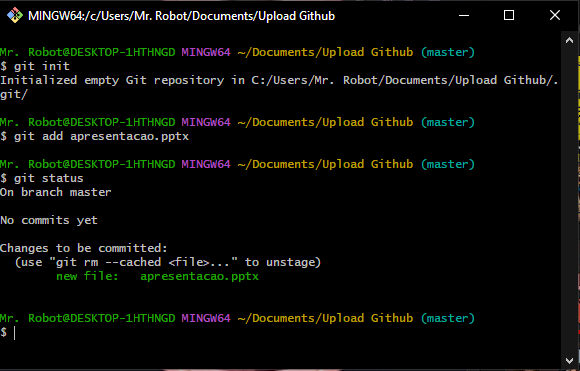 MINGW64:/c/Users/Mr. Robot/Documents/Upload Github
Mr. Robot@DESKTOP-1HTHNGD MINGW64 ~/Documents/Upload Github (master)
$ git init
Initialized empty Git repository in C:/Users/Mr. Robot/Documents/Upload Github/.
git/
Mr. Robot@DESKTOP-1HTHNGD MINGW64 ~/Documents/Upload Github (master)
$ git add apresentacao.pptx
Mr. Robot@DESKTOP-1HTHNGD MINGW64 ~/Documents/Upload Github (master)
$ git status
On branch master
No commits yet
Changes to be committed:
  (use "git rm --cached <file>..." to unstage)
        new file:   apresentacao.pptx
Mr. Robot@DESKTOP-1HTHNGD MINGW64 ~/Documents/Upload Github (master)
$